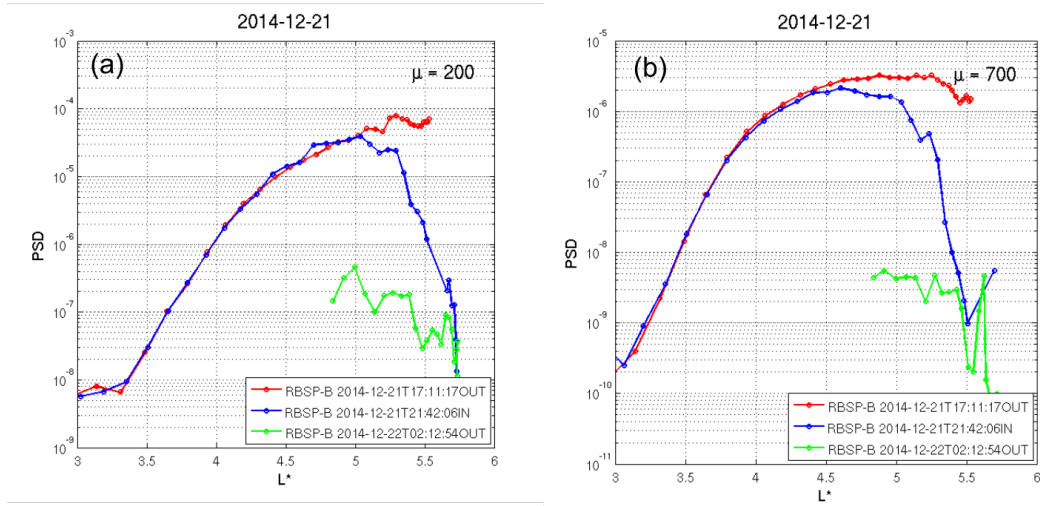 2014-12-21
(a)
μ = 200
10^-3
10^-4
10^-5
10^-6
10^-7
10^-8
10^-9
PSD
3
3.5
4
4.5
5
5.5
6
L*
RBSP-B 2014-12-21T17:11:17OUT
RBSP-B 2014-12-21T21:42:06IN
RBSP-B 2014-12-22T02:12:54OUT
2014-12-21
(b)
μ = 700
10^-5
10^-6
10^-7
10^-8
10^-9
10^-10
10^-11
PSD
3
3.5
4
4.5
5
5.5
6
L*
RBSP-B 2014-12-21T17:11:17OUT
RBSP-B 2014-12-21T21:42:06IN
RBSP-B 2014-12-22T02:12:54OUT